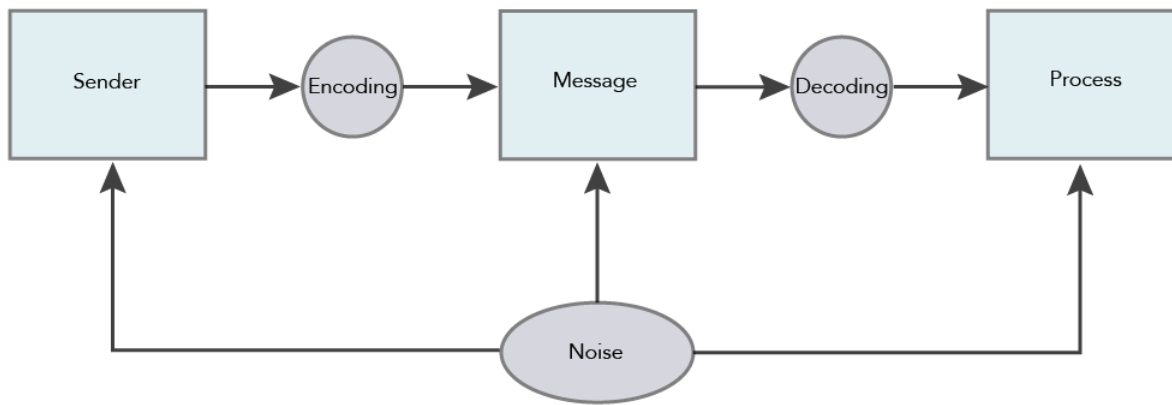 Sender
Encoding
Message
Decoding
Process
Noise